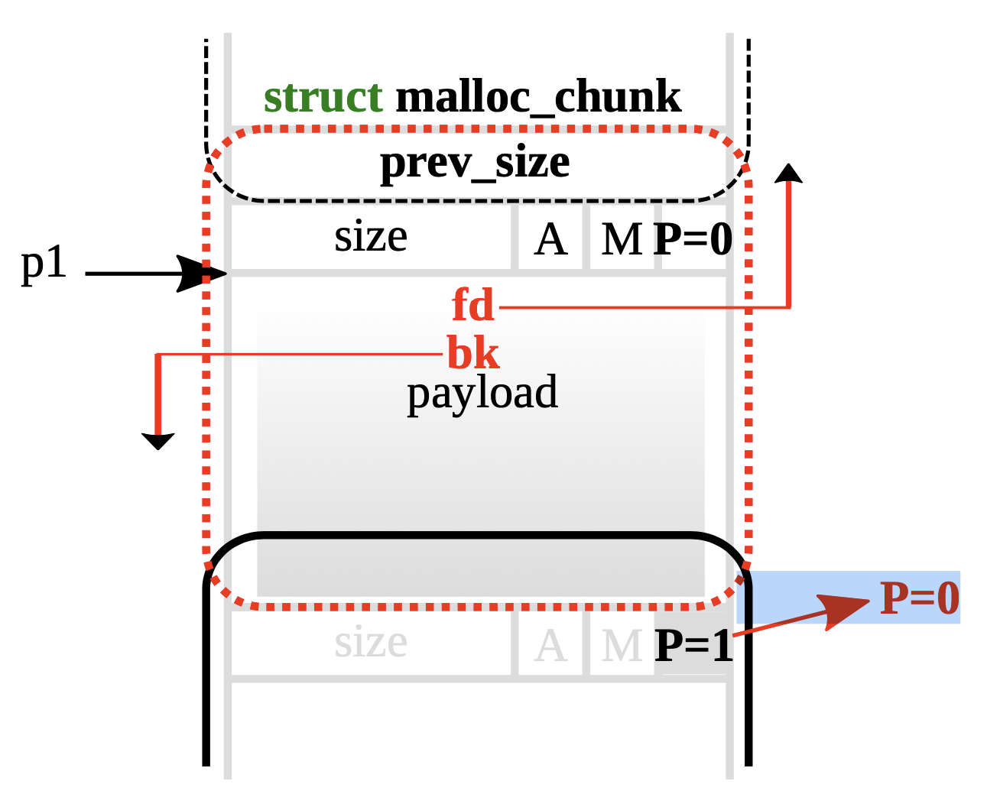 struct malloc_chunk
prev_size
size A M P=0
p1
fd
bk
payload
P=0
size A M P=1